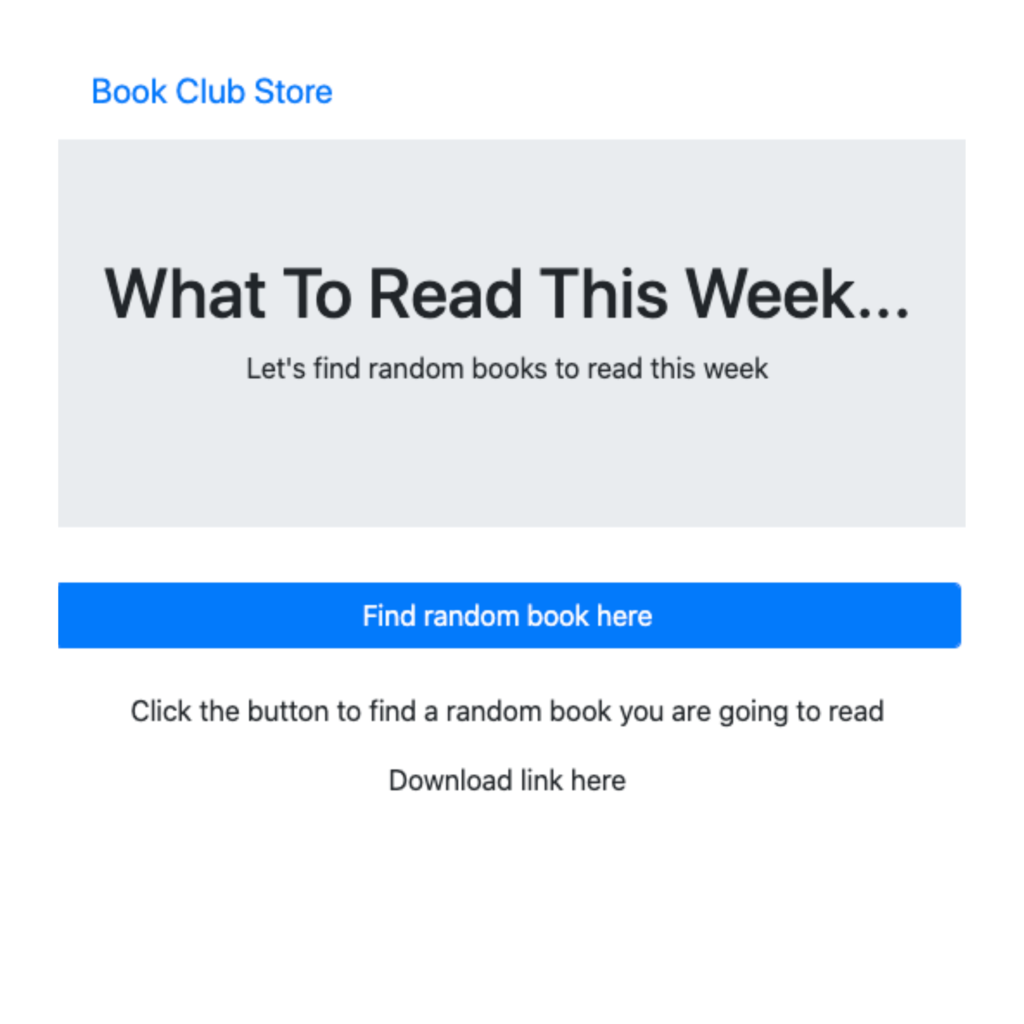 Book Club Store
What To Read This Week...
Let's find random books to read this week
Find random book here
Click the button to find a random book you are going to read
Download link here